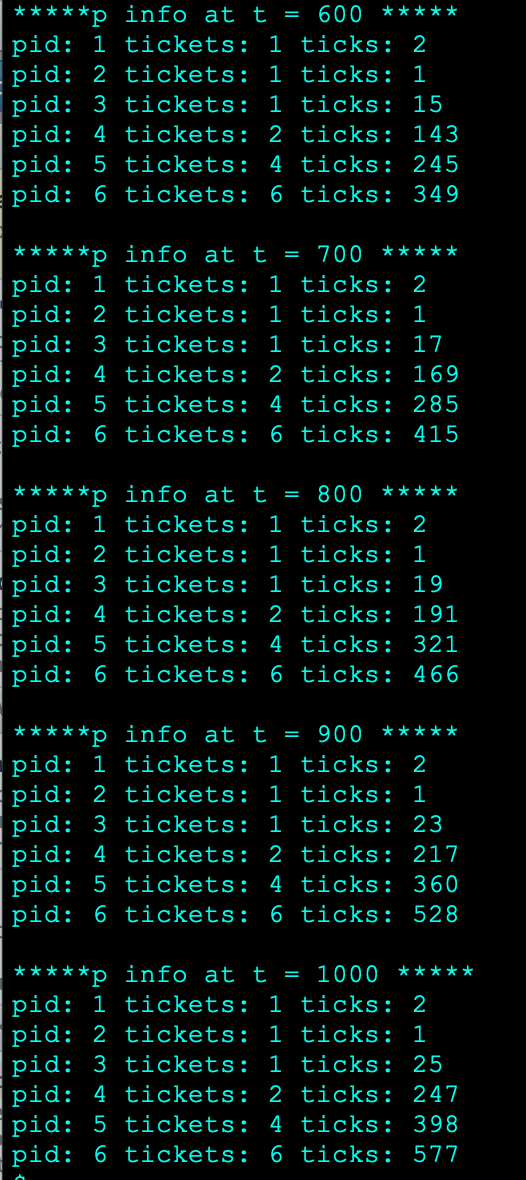 *****p info at t = 600 *****
pid: 1 tickets: 1 ticks: 2
pid: 2 tickets: 1 ticks: 1
pid: 3 tickets: 1 ticks: 15
pid: 4 tickets: 2 ticks: 143
pid: 5 tickets: 4 ticks: 245
pid: 6 tickets: 6 ticks: 349

*****p info at t = 700 *****
pid: 1 tickets: 1 ticks: 2
pid: 2 tickets: 1 ticks: 1
pid: 3 tickets: 1 ticks: 17
pid: 4 tickets: 2 ticks: 169
pid: 5 tickets: 4 ticks: 285
pid: 6 tickets: 6 ticks: 415

*****p info at t = 800 *****
pid: 1 tickets: 1 ticks: 2
pid: 2 tickets: 1 ticks: 1
pid: 3 tickets: 1 ticks: 19
pid: 4 tickets: 2 ticks: 191
pid: 5 tickets: 4 ticks: 321
pid: 6 tickets: 6 ticks: 466

*****p info at t = 900 *****
pid: 1 tickets: 1 ticks: 2
pid: 2 tickets: 1 ticks: 1
pid: 3 tickets: 1 ticks: 23
pid: 4 tickets: 2 ticks: 217
pid: 5 tickets: 4 ticks: 360
pid: 6 tickets: 6 ticks: 528

*****p info at t = 1000 *****
pid: 1 tickets: 1 ticks: 2
pid: 2 tickets: 1 ticks: 1
pid: 3 tickets: 1 ticks: 25
pid: 4 tickets: 2 ticks: 247
pid: 5 tickets: 4 ticks: 398
pid: 6 tickets: 6 ticks: 577